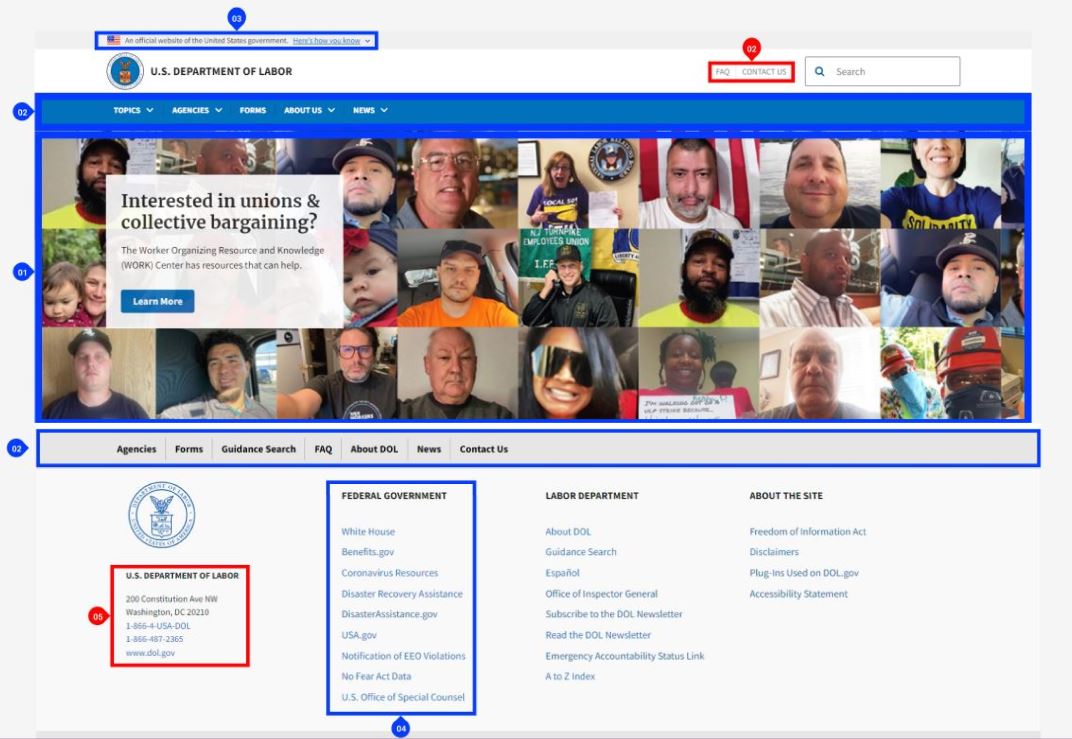 03
An official website of the United States government. Here's how you know
U.S. DEPARTMENT OF LABOR
02
FAQ CONTACT US
Search
02
TOPICS AGENCIES FORMS ABOUT US NEWS
01
Interested in unions &
collective bargaining?
The Worker Organizing Resource and Knowledge
(WORK) Center has resources that can help.
Learn More
LOCAL
N.J TURNPIKE
EMPLOYEES UNION
I.F.
SOLIDARITY
I'M WALKING OUT ON A
ULP STRIKE BECAUSE...
02
Agencies Forms Guidance Search FAQ About DOL News Contact Us
DEPARTMENT OF LABOR
UNITED STATES OF AMERICA
U.S. DEPARTMENT OF LABOR
05
200 Constitution Ave NW
Washington, DC 20210
1-866-4-USA-DOL
1-866-487-2365
www.dol.gov
FEDERAL GOVERNMENT
White House
Benefits.gov
Coronavirus Resources
Disaster Recovery Assistance
DisasterAssistance.gov
USA.gov
Notification of EEO Violations
No Fear Act Data
U.S. Office of Special Counsel
04
LABOR DEPARTMENT
About DOL
Guidance Search
Español
Office of Inspector General
Subscribe to the DOL Newsletter
Read the DOL Newsletter
Emergency Accountability Status Link
A to Z Index
ABOUT THE SITE
Freedom of Information Act
Disclaimers
Plug-Ins Used on DOL.gov
Accessibility Statement